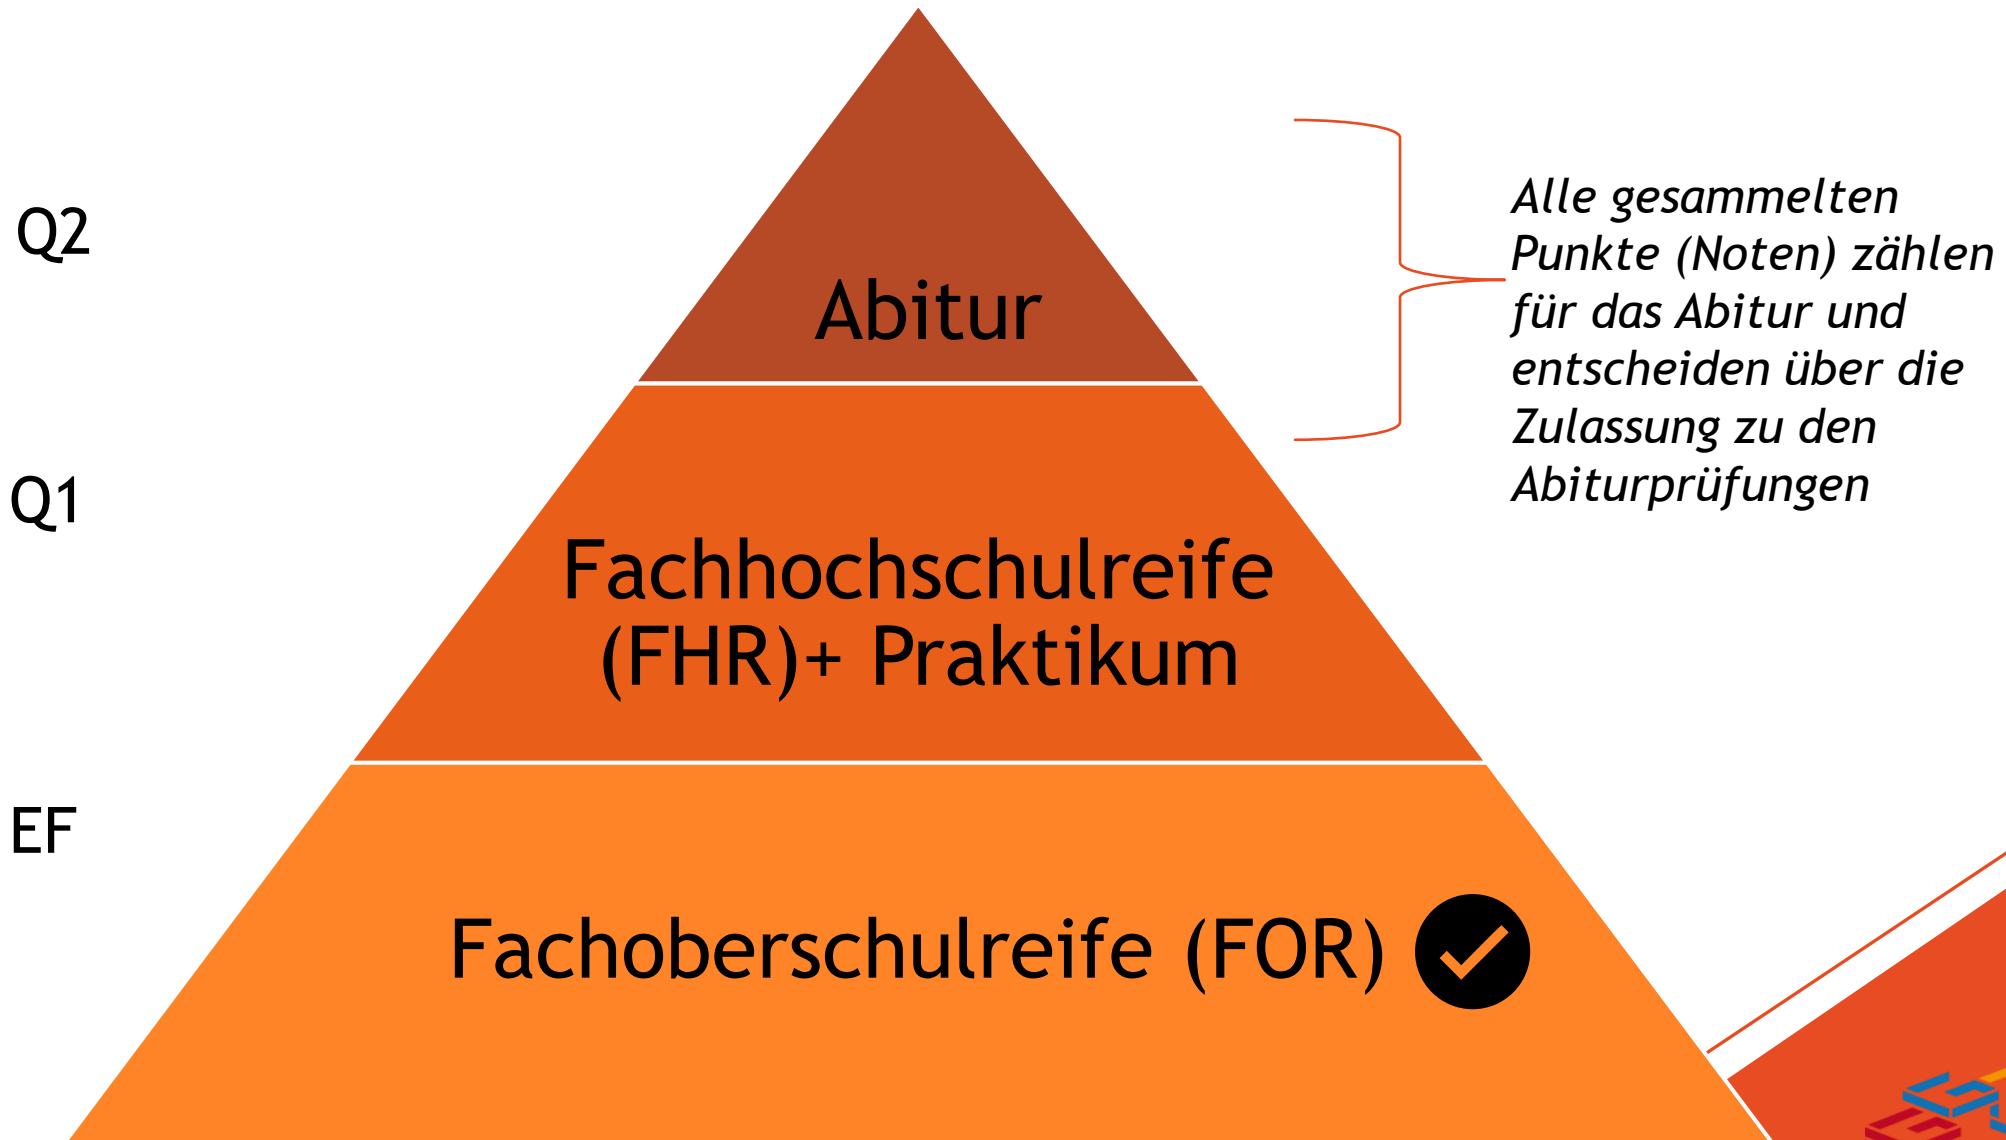 Q2
Abitur
Alle gesammelten
Punkte (Noten) zählen
für das Abitur und
entscheiden über die
Zulassung zu den
Abiturprüfungen
Q1
Fachhochschulreife
(FHR)+ Praktikum
EF
Fachoberschulreife (FOR)